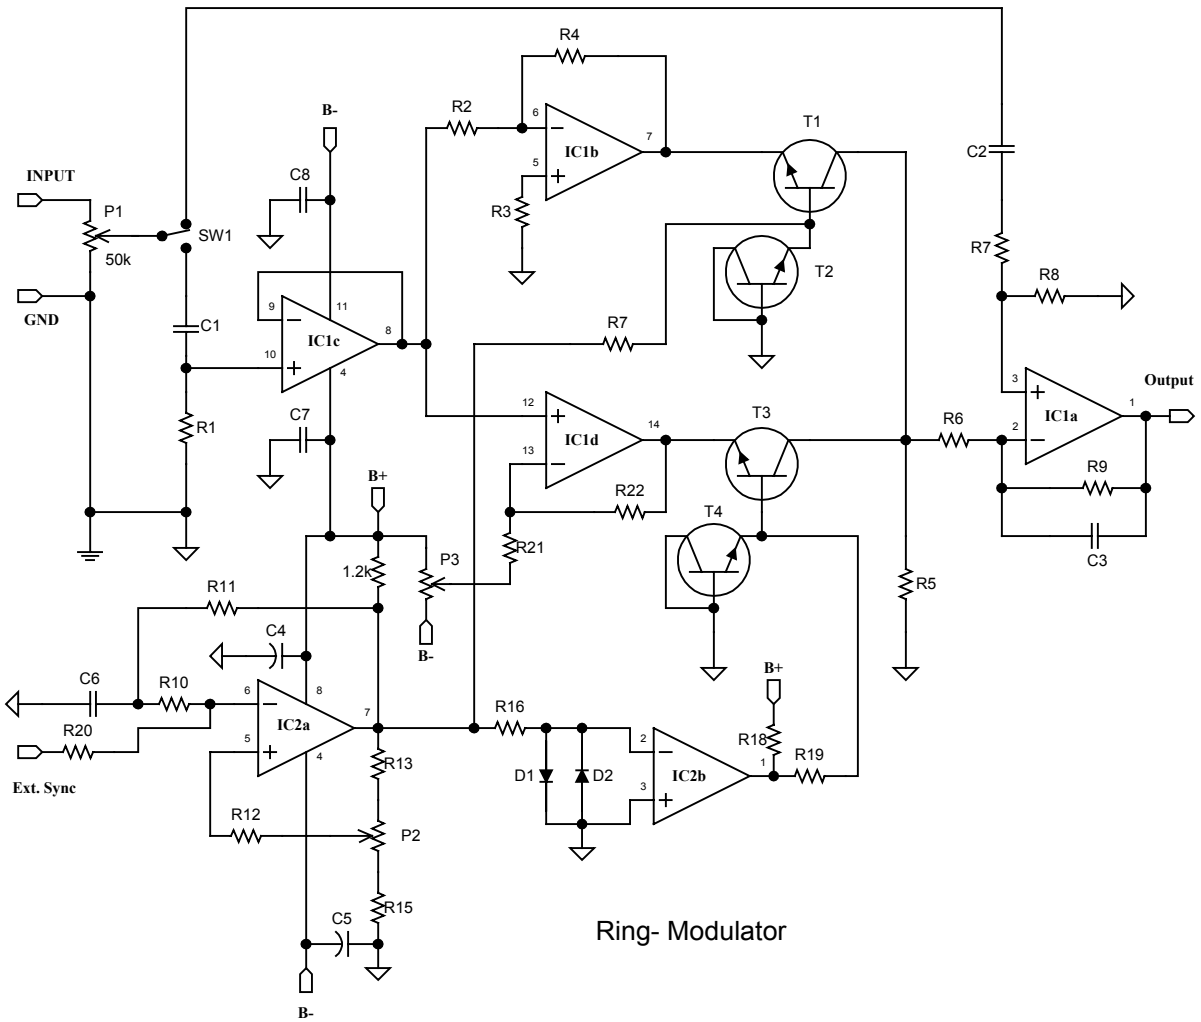 R4
B-
R2
6
T1
IC1b
7
5
C2
INPUT
C8
P1
R3
SW1
R7
50k
T2
R8
GND
9
11
C1
R7
IC1c
8
10
4
3
Output
12
IC1a
1
C7
R1
14
T3
2
IC1d
R6
13
B+
R9
R22
T4
R21
P3
C3
1.2k
R11
R5
C4
B-
B+
C6
R10
6
8
7
R16
IC2a
R20
5
4
R13
2
R18
1
R19
D1
D2
IC2b
Ext. Sync
3
R12
P2
R15
C5
Ring- Modulator
B-